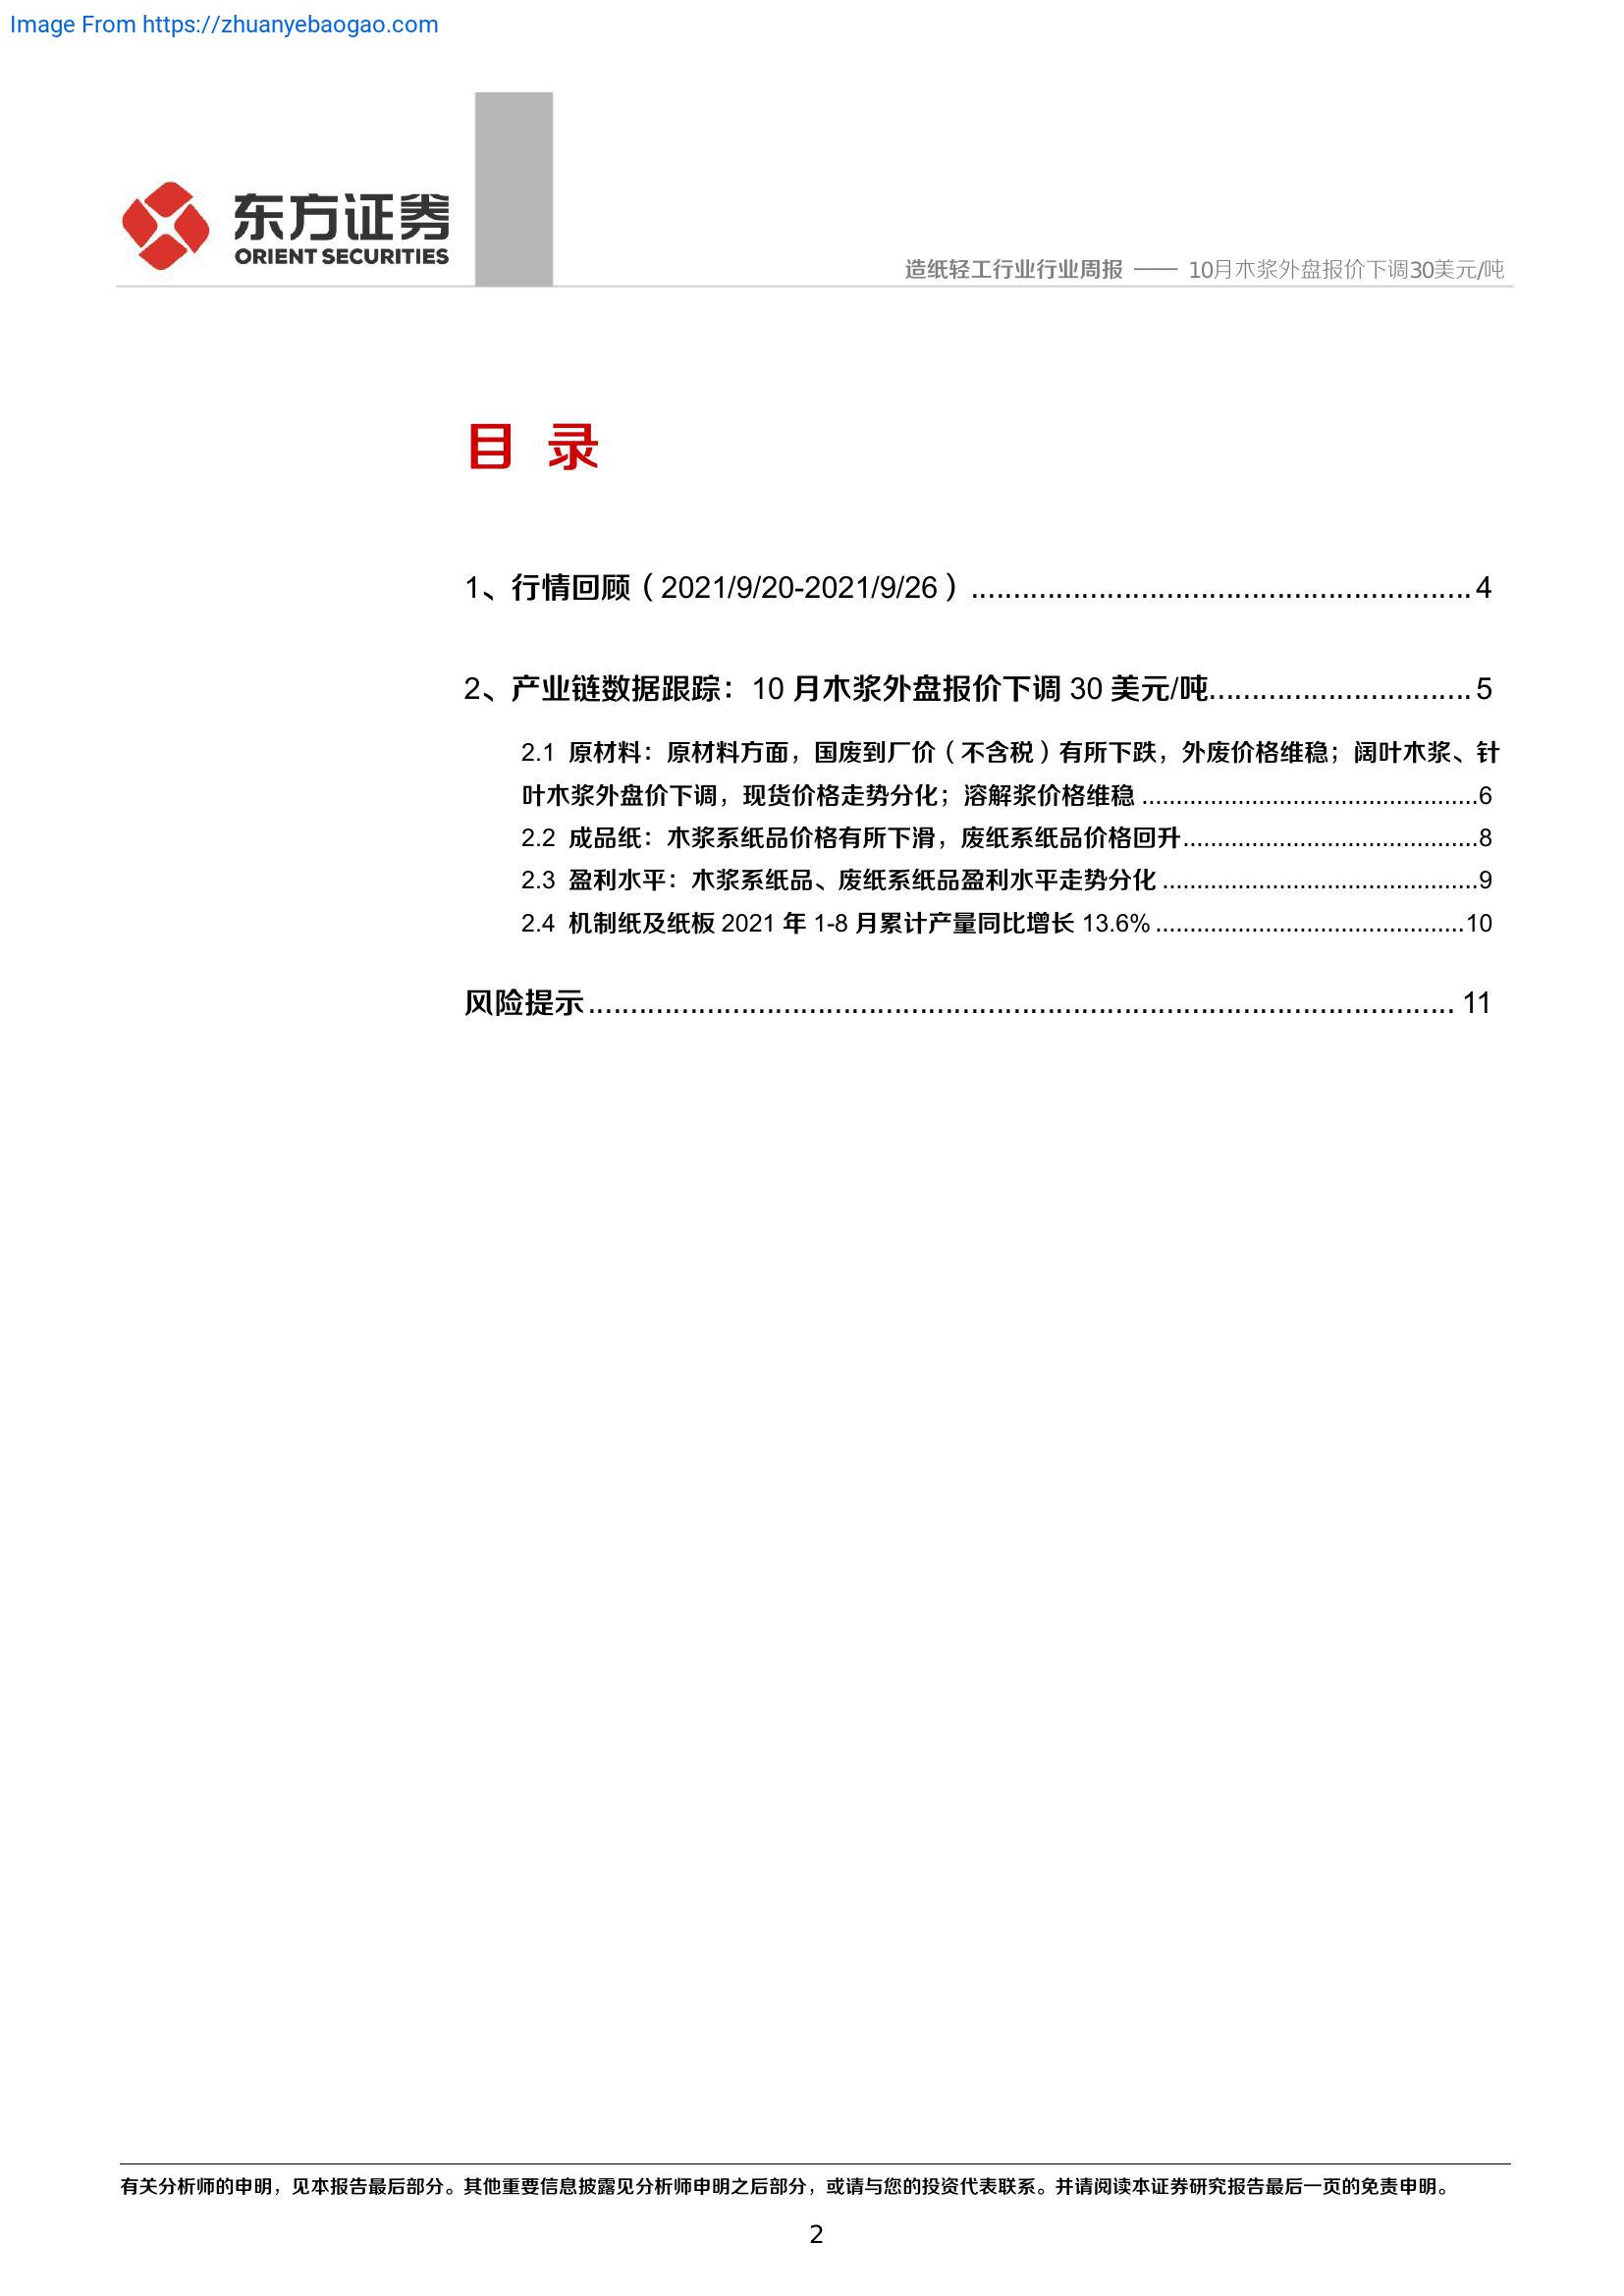 Image From https://zhuanyebaogao.com
东方证券
ORIENT SECURITIES
造纸轻工行业行业周报 —— 10月木浆外盘报价下调30美元/吨
目 录
1、行情回顾（2021/9/20-2021/9/26）...........................................................4
2、产业链数据跟踪：10 月木浆外盘报价下调 30 美元/吨...............................5
2.1 原材料：原材料方面，国废到厂价（不含税）有所下跌，外废价格维稳；阔叶木浆、针
叶木浆外盘价下调，现货价格走势分化；溶解浆价格维稳 .................................................6
2.2 成品纸：木浆系纸品价格有所下滑，废纸系纸品价格回升...........................................8
2.3 盈利水平：木浆系纸品、废纸系纸品盈利水平走势分化 ..............................................9
2.4 机制纸及纸板 2021 年 1-8 月累计产量同比增长 13.6% .............................................10
风险提示...................................................................................................... 11
有关分析师的申明，见本报告最后部分。其他重要信息披露见分析师申明之后部分，或请与您的投资代表联系。并请阅读本证券研究报告最后一页的免责申明。
2